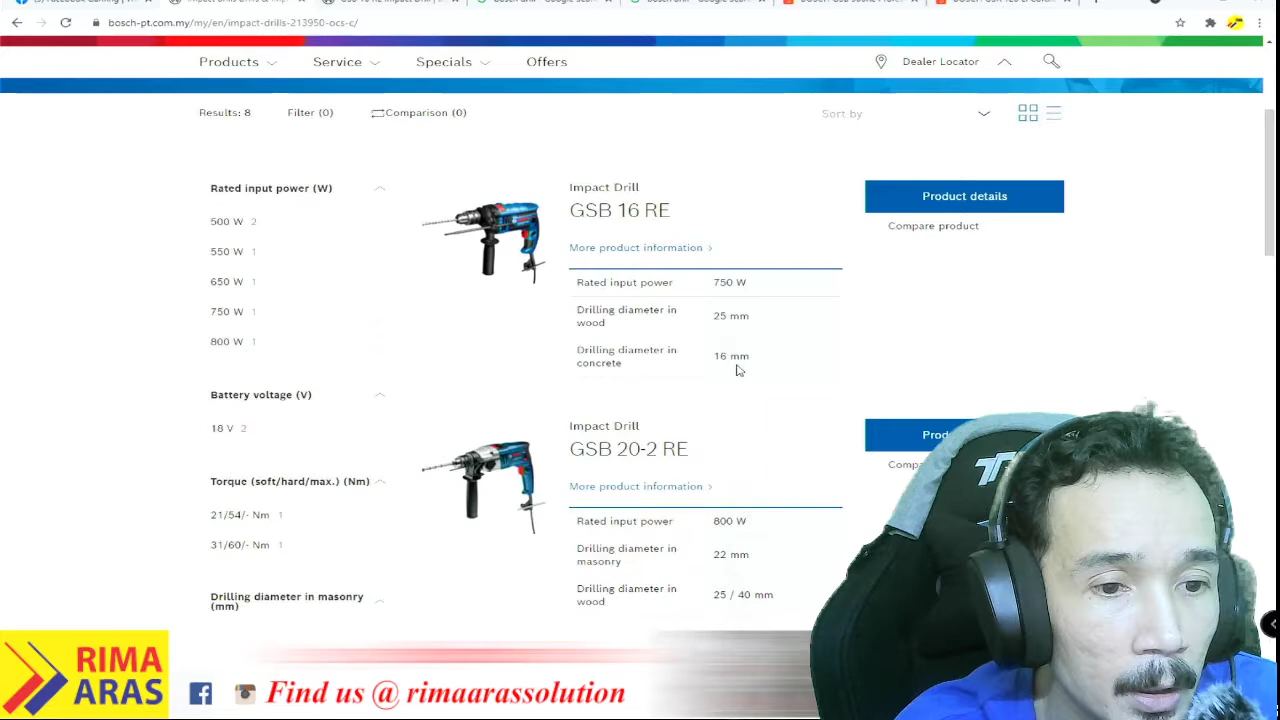 bosch-pt.com.my/my/en/impact-drills-213950-ocs-c/
Products
Service
Specials
Offers
Dealer Locator
Results: 8
Filter (0)
Comparison (0)
Sort by
Rated input power (W)
500 W 2
550 W 1
650 W 1
750 W 1
800 W 1
Battery voltage (V)
18 V 2
Torque (soft/hard/max.) (Nm)
21/54/- Nm 1
31/60/- Nm 1
Drilling diameter in masonry
(mm)
Impact Drill
GSB 16 RE
More product information
Rated input power 750 W
Drilling diameter in
wood
25 mm
Drilling diameter in
concrete
16 mm
Product details
Compare product
Impact Drill
GSB 20-2 RE
More product information
Rated input power 800 W
Drilling diameter in
masonry
22 mm
Drilling diameter in
wood
25 / 40 mm
RIMA
ARAS
Find us @ rimaarassolution